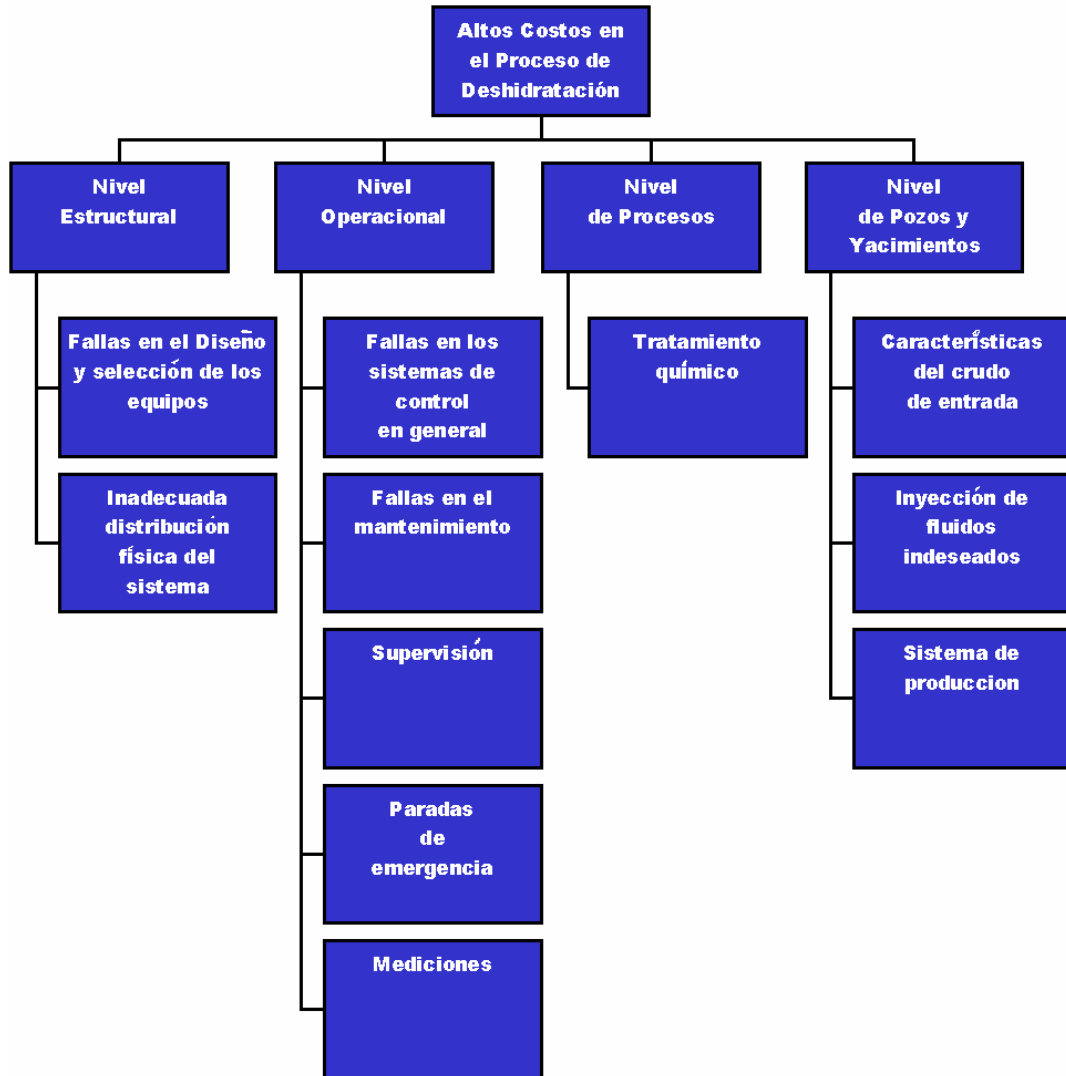 Altos Costos en
el Proceso de
Deshidratación
Nivel
Estructural
Nivel
Operacional
Nivel
de Procesos
Nivel
de Pozos y
Yacimientos
Fallas en el Diseño
y selección de los
equipos
Inadecuada
distribución
física del
sistema
Fallas en los
sistemas de
control
en general
Fallas en el
mantenimiento
Supervisión
Paradas
de
emergencia
Mediciones
Tratamiento
químico
Características
del crudo
de entrada
Inyección de
fluidos
indeseados
Sistema de
produccion